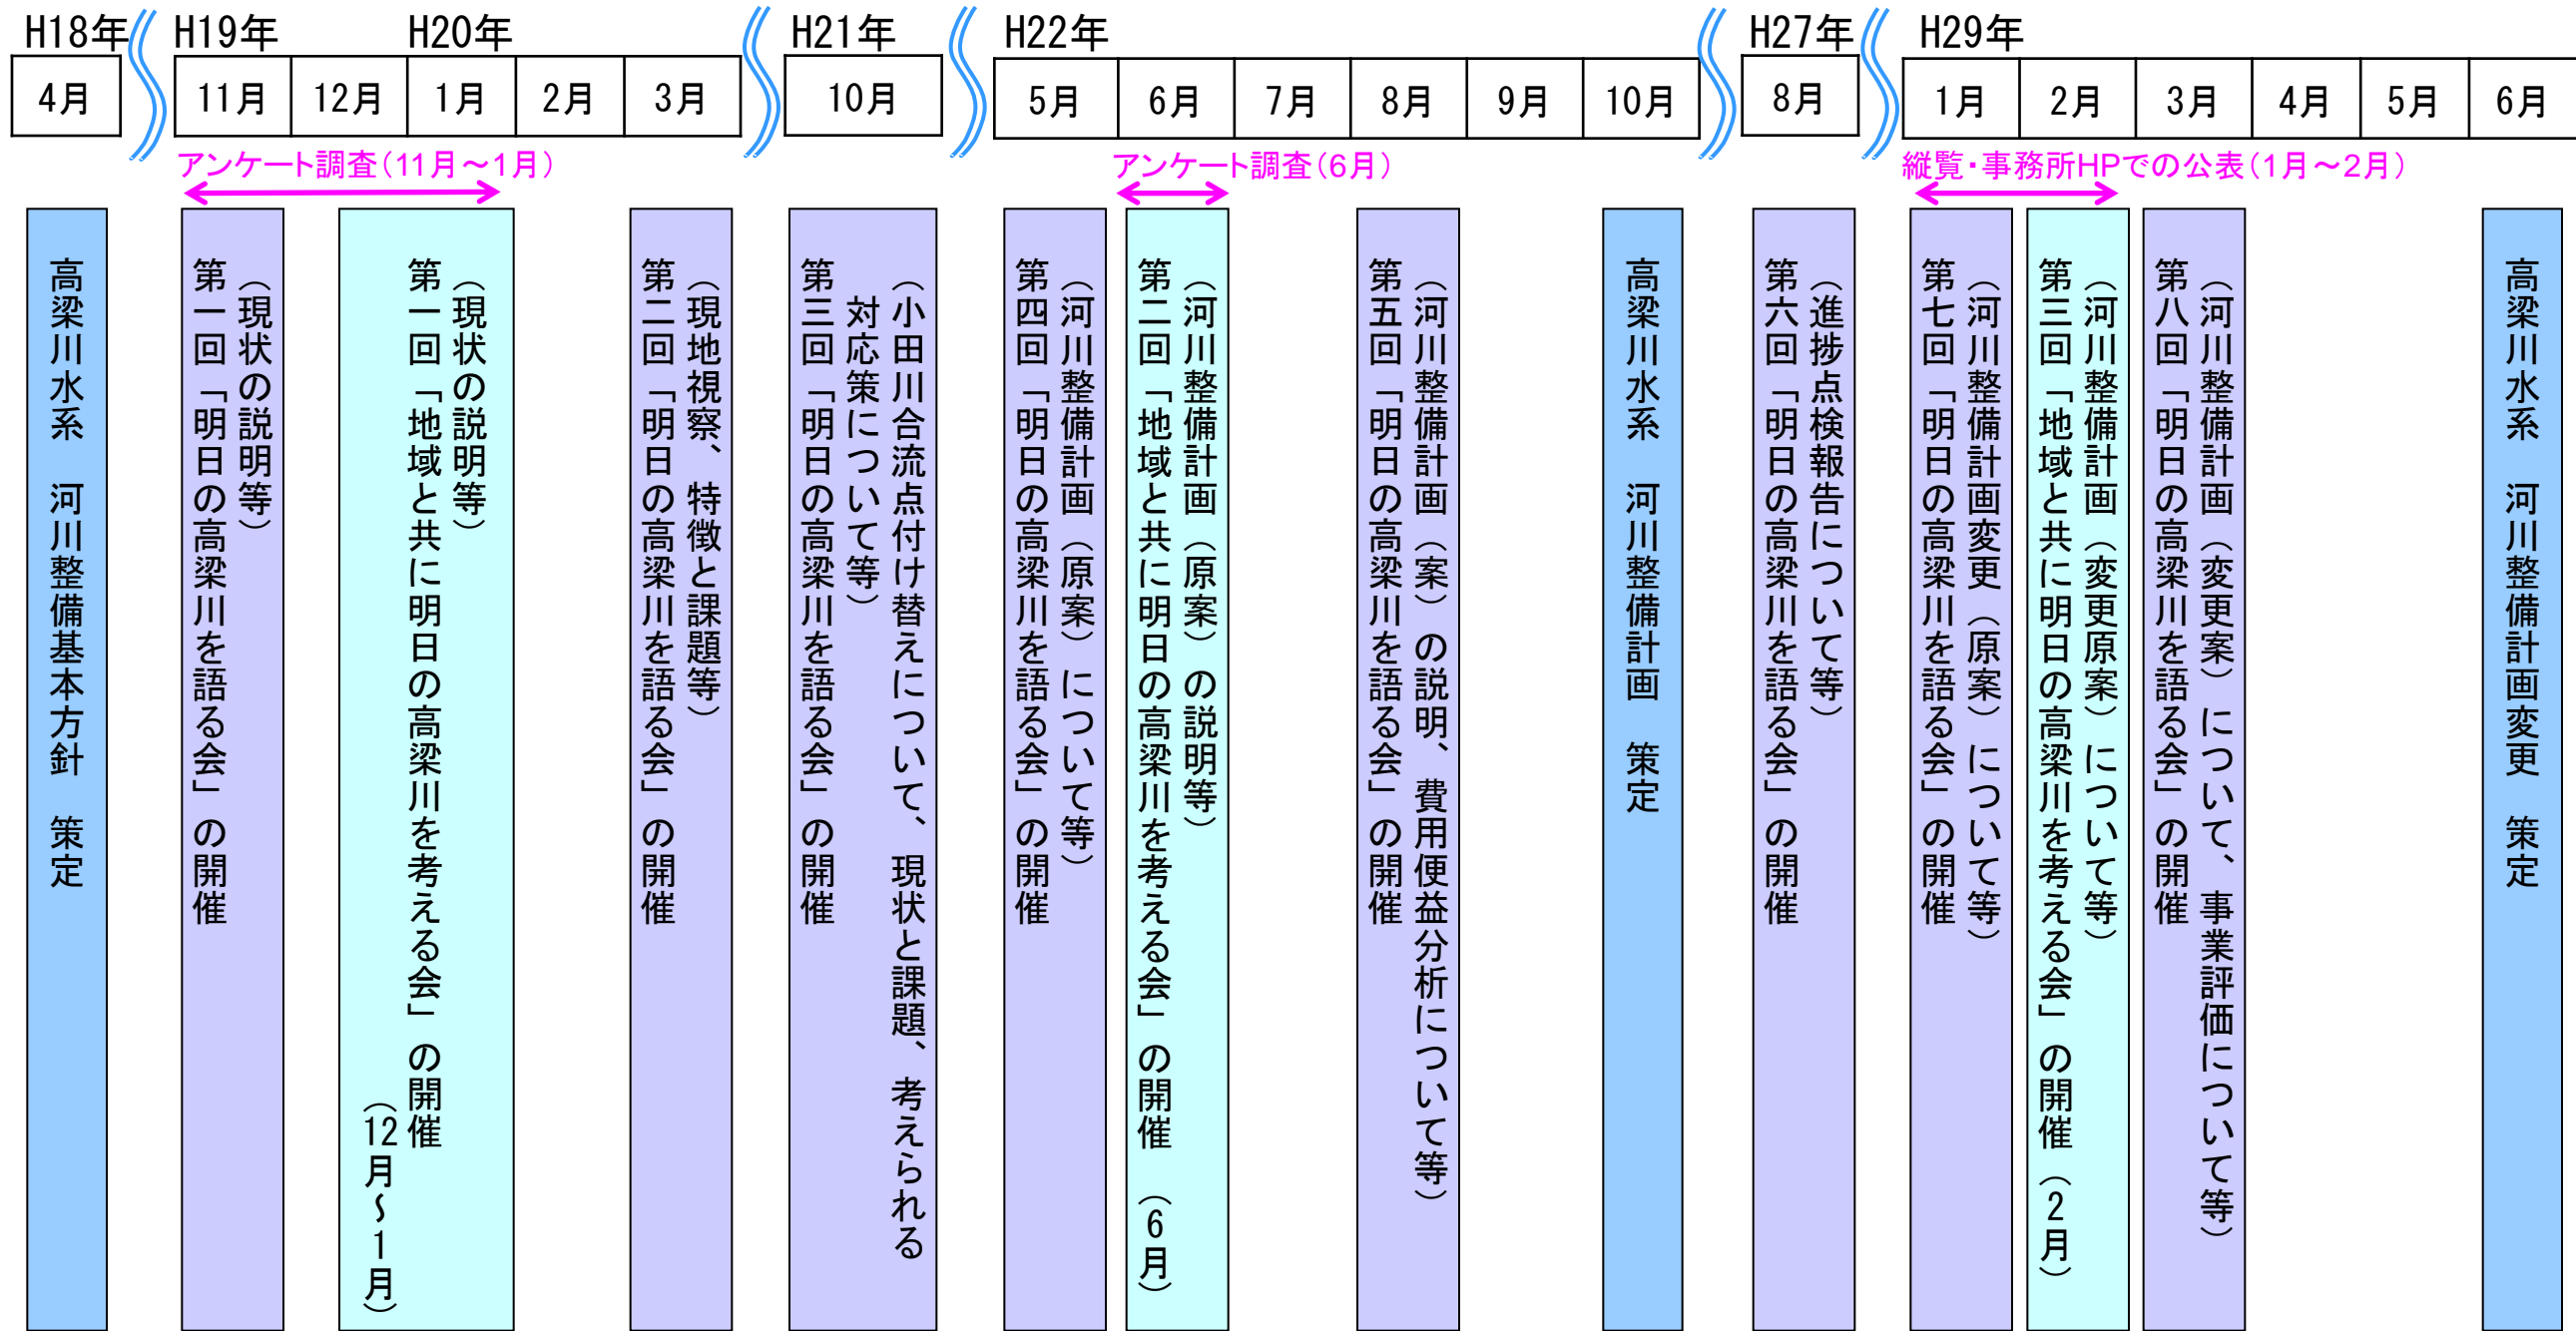 H18年
H19年
H20年
H21年
H22年
H27年
H29年
4月
11月
12月
1月
2月
3月
10月
5月
6月
7月
8月
9月
10月
8月
1月
2月
3月
4月
5月
6月
アンケート調査(11月～1月)
アンケート調査(6月)
縦覧・事務所HPでの公表(1月～2月)
高梁川水系　河川整備基本方針　策定
第一回「明日の高梁川を語る会」の開催
（現状の説明等）
（現状の説明等）
第一回「地域と共に明日の高梁川を考える会」の開催
（12月～1月）
第二回「明日の高梁川を語る会」の開催
（現地視察、特徴と課題等）
第三回「明日の高梁川を語る会」の開催
（小田川合流点付け替えについて、現状と課題、考えられる
対応策について等）
第四回「明日の高梁川を語る会」の開催
（河川整備計画（原案）について等）
第二回「地域と共に明日の高梁川を考える会」の開催　（6月）
（河川整備計画（原案）の説明等）
第五回「明日の高梁川を語る会」の開催
（河川整備計画（案）の説明、費用便益分析について等）
高梁川水系　河川整備計画　策定
第六回「明日の高梁川を語る会」の開催
（進捗点検報告について等）
第七回「明日の高梁川を語る会」の開催
（河川整備計画変更（原案）について等）
第三回「地域と共に明日の高梁川を考える会」の開催（2月）
（河川整備計画（変更原案）について等）
第八回「明日の高梁川を語る会」の開催
（河川整備計画（変更案）について、事業評価について等）
高梁川水系　河川整備計画変更　策定